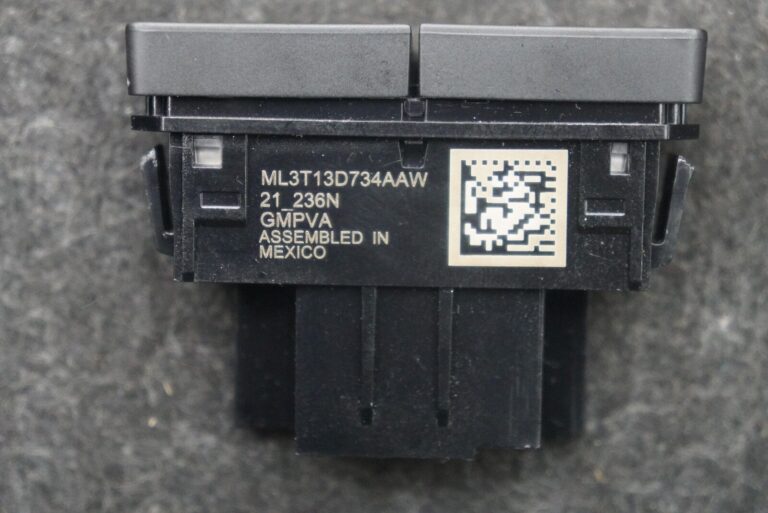 ML3T13D734AAW
21_236N
GMPVA
ASSEMBLED IN
MEXICO